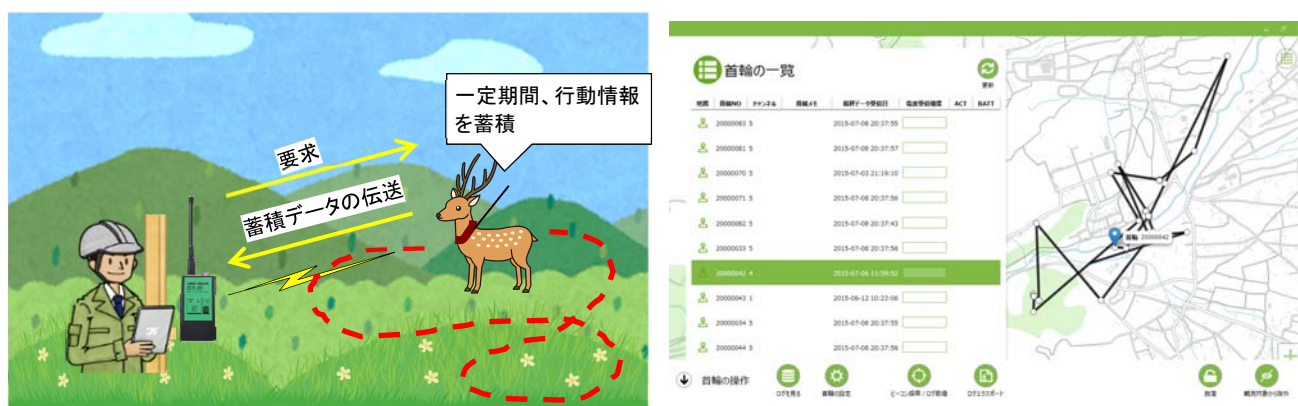 一定期間、行動情報
を蓄積
要求
蓄積データの伝送
首輪の一覧
更新
地図 首輪NO チャンネル 首輪メモ 最終データ受信日 電波受信強度 ACT BATT
20000083 5 2015-07-08 20:37:55
20000081 5 2015-07-08 20:37:57
20000070 5 2015-07-03 21:19:10
20000071 5 2015-07-08 20:37:56
20000082 5 2015-07-08 20:37:43
20000033 5 2015-07-08 20:37:56
20000042 4 2015-07-06 11:59:52
20000043 1 2015-06-12 10:23:06
20000034 5 2015-07-08 20:37:55
20000044 5 2015-07-08 20:37:56
首輪 20000042
首輪の操作
ログを見る
首輪の設定
ビーコン探索/ログ取得
ログエクスポート
脱落
観測対象から除外